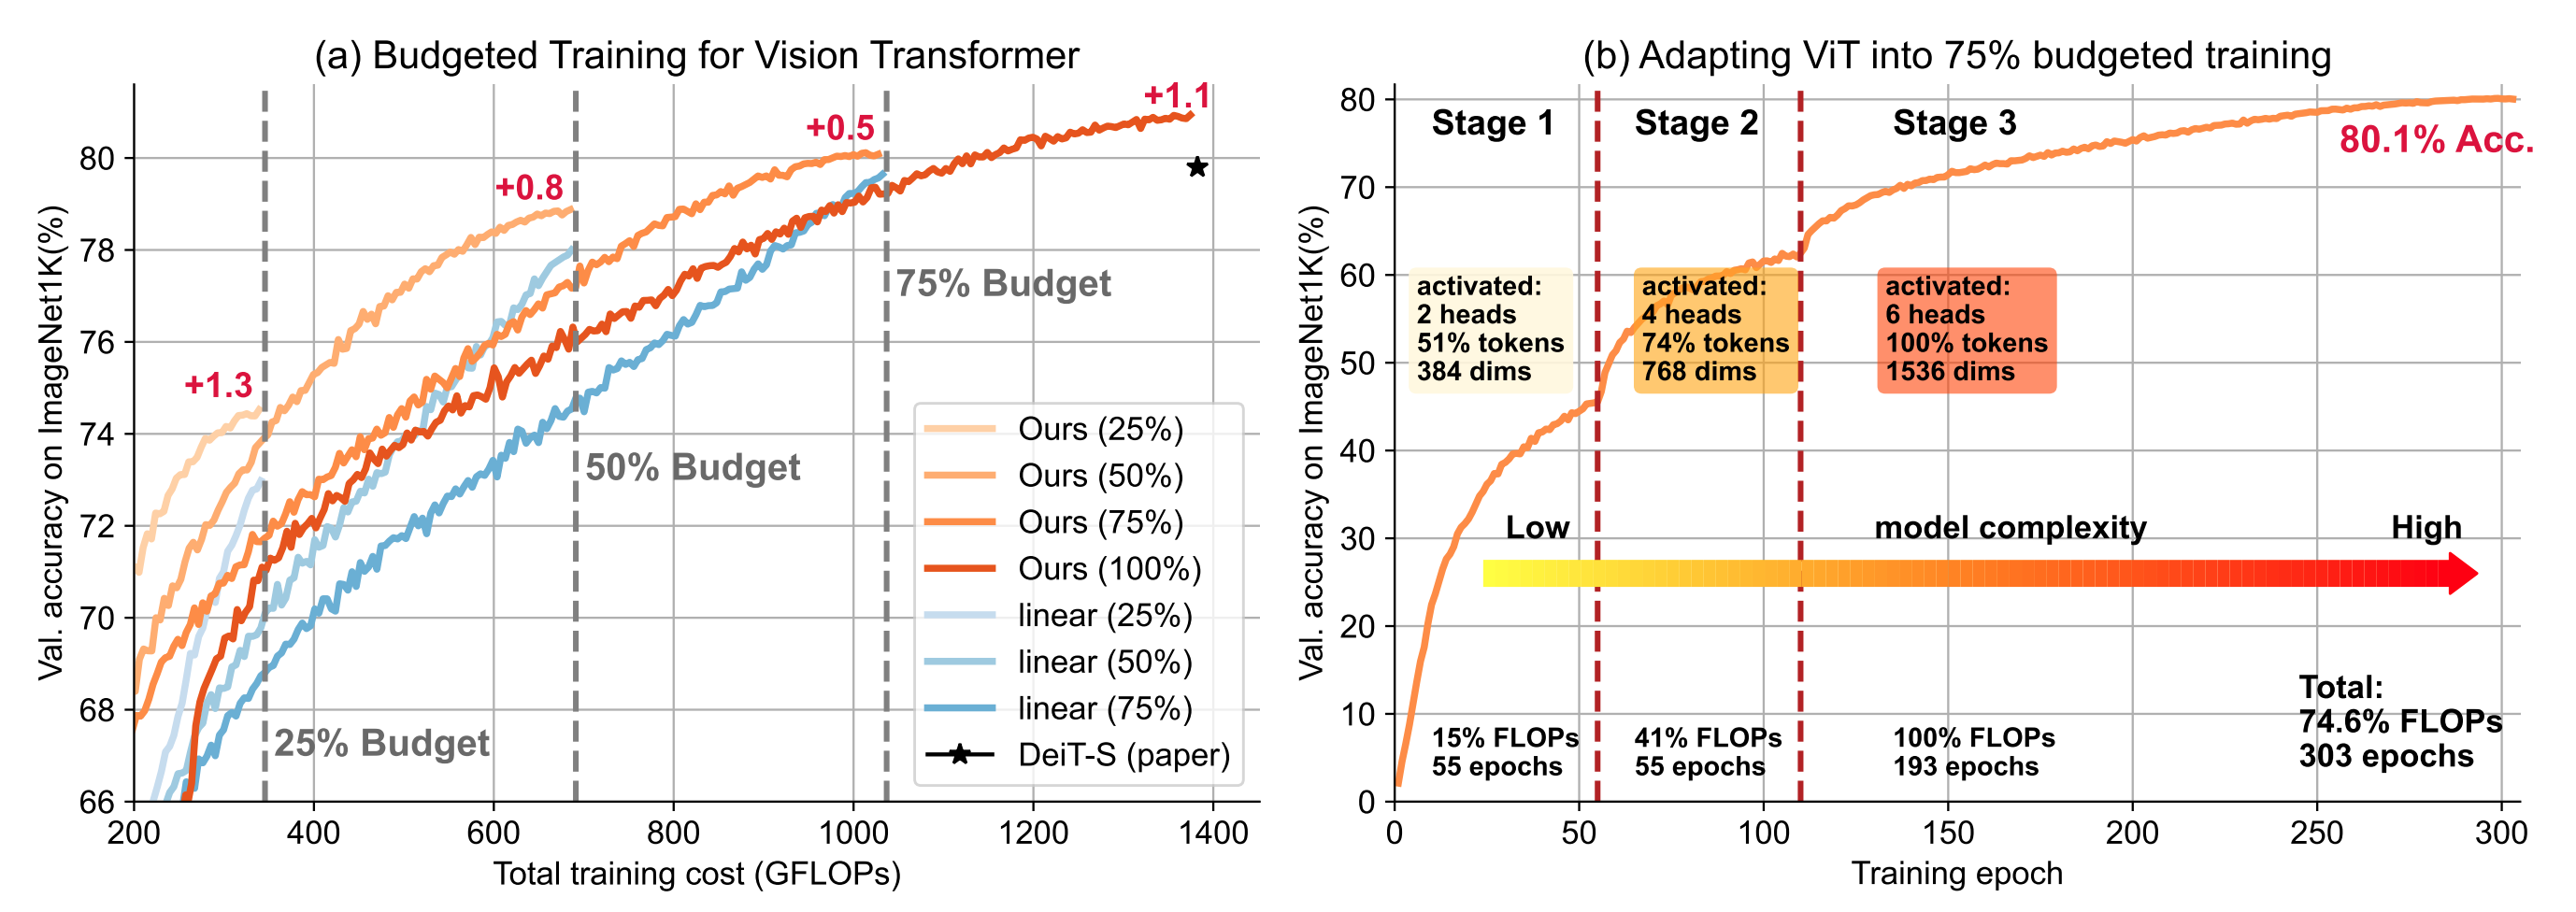 (a) Budgeted Training for Vision Transformer
Val. accuracy on ImageNet1K(%)
80
78
76
74
72
70
68
66
200
400
600
800
1000
1200
1400
Total training cost (GFLOPs)
+1.3
+0.8
+0.5
+1.1
25% Budget
50% Budget
75% Budget
Ours (25%)
Ours (50%)
Ours (75%)
Ours (100%)
linear (25%)
linear (50%)
linear (75%)
DeiT-S (paper)
(b) Adapting ViT into 75% budgeted training
Val. accuracy on ImageNet1K(%)
80
70
60
50
40
30
20
10
0
0
50
100
150
200
250
300
Training epoch
Stage 1
Stage 2
Stage 3
80.1% Acc.
activated:
2 heads
51% tokens
384 dims
activated:
4 heads
74% tokens
768 dims
activated:
6 heads
100% tokens
1536 dims
Low
model complexity
High
15% FLOPs
55 epochs
41% FLOPs
55 epochs
100% FLOPs
193 epochs
Total:
74.6% FLOPs
303 epochs